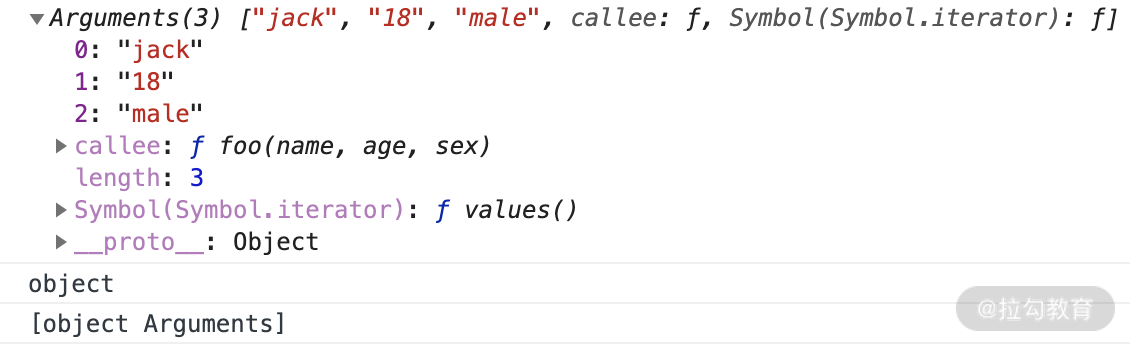 ▼Arguments(3) ["jack", "18", "male", callee: ƒ, Symbol(Symbol.iterator): ƒ]
0: "jack"
1: "18"
2: "male"
▶callee: ƒ foo(name, age, sex)
length: 3
▶Symbol(Symbol.iterator): ƒ values()
▶__proto__: Object
object
[object Arguments]
@拉勾教育